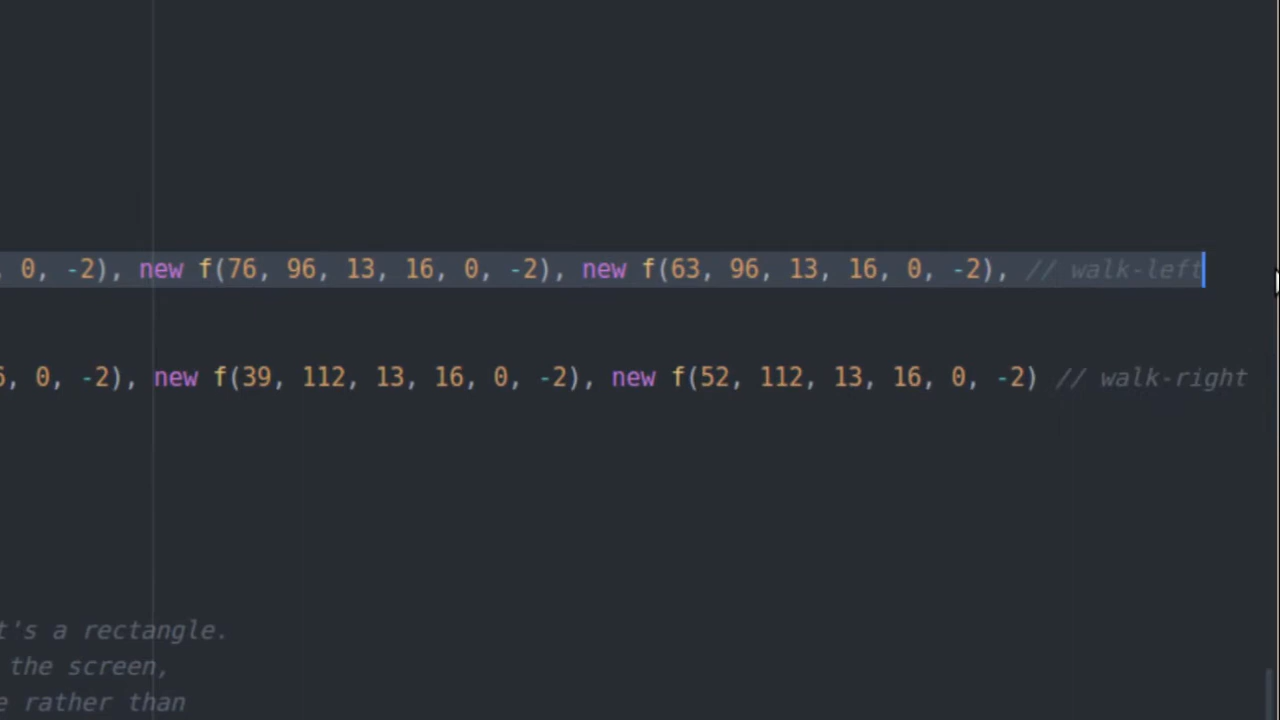 , 0, -2), new f(76, 96, 13, 16, 0, -2), new f(63, 96, 13, 16, 0, -2), // walk-left
6, 0, -2), new f(39, 112, 13, 16, 0, -2), new f(52, 112, 13, 16, 0, -2) // walk-right
t's a rectangle.
the screen,
e rather than